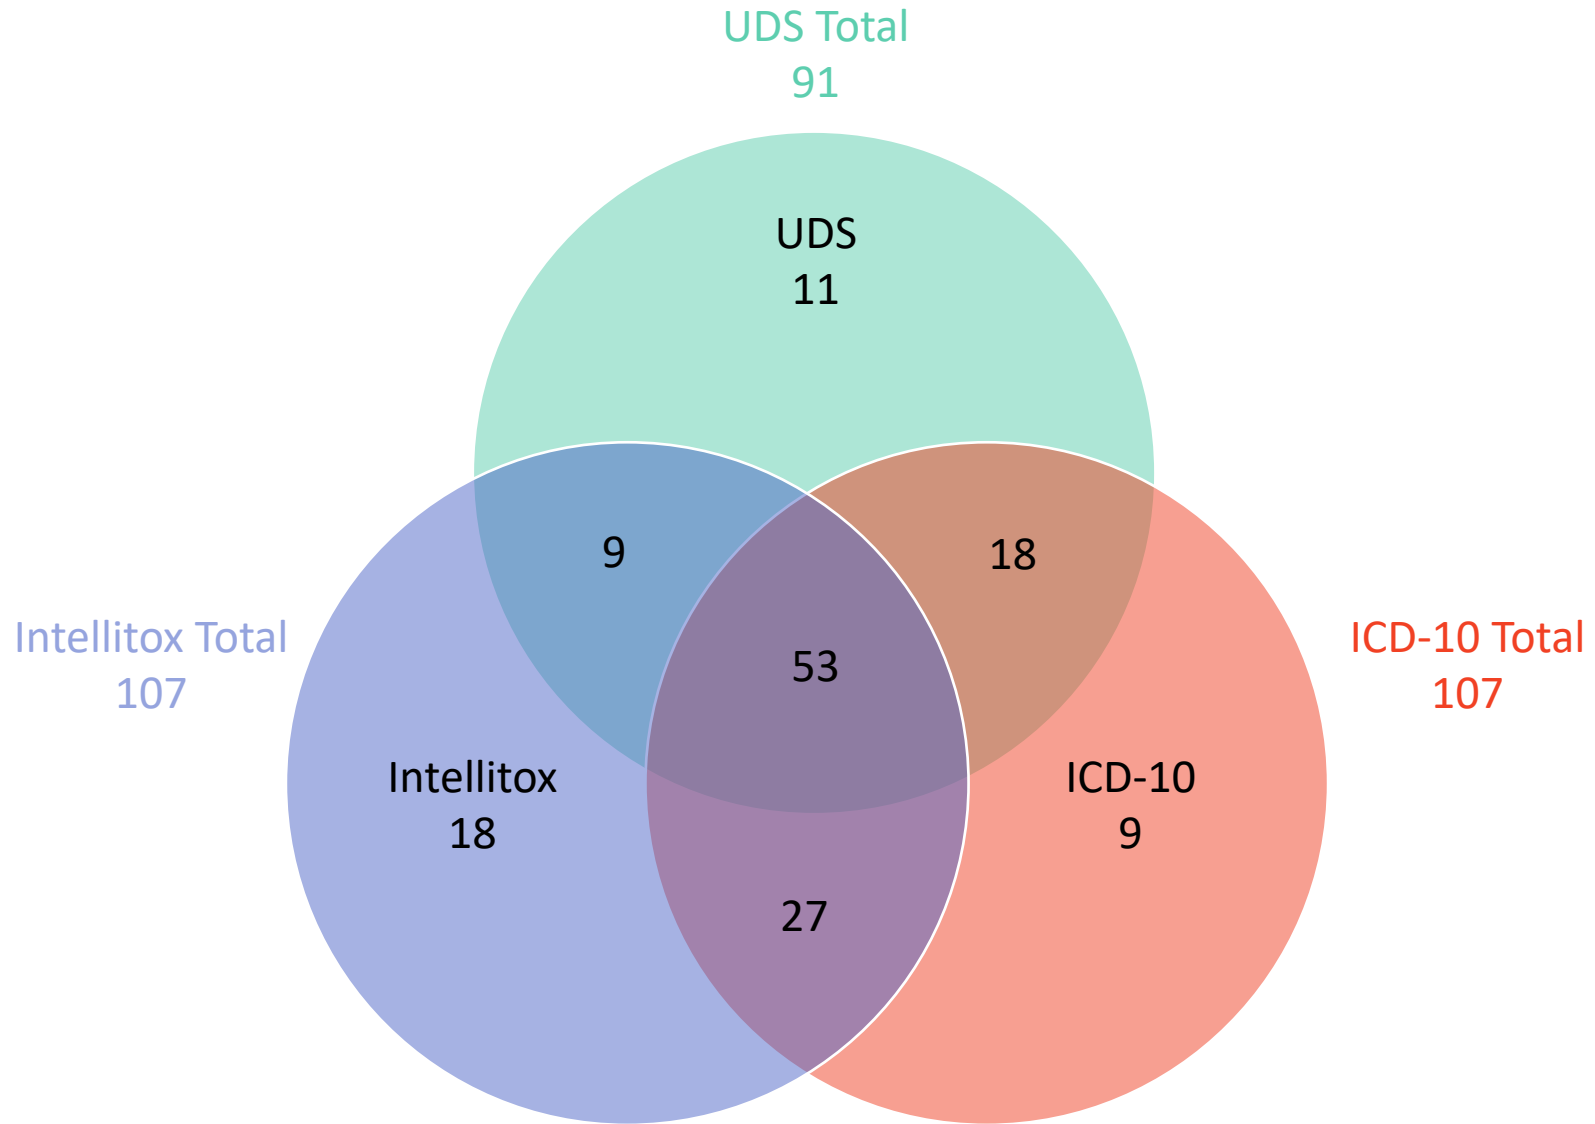 UDS Total
91
UDS
11
9
18
Intellitox Total
107
53
ICD-10 Total
107
Intellitox
18
ICD-10
9
27